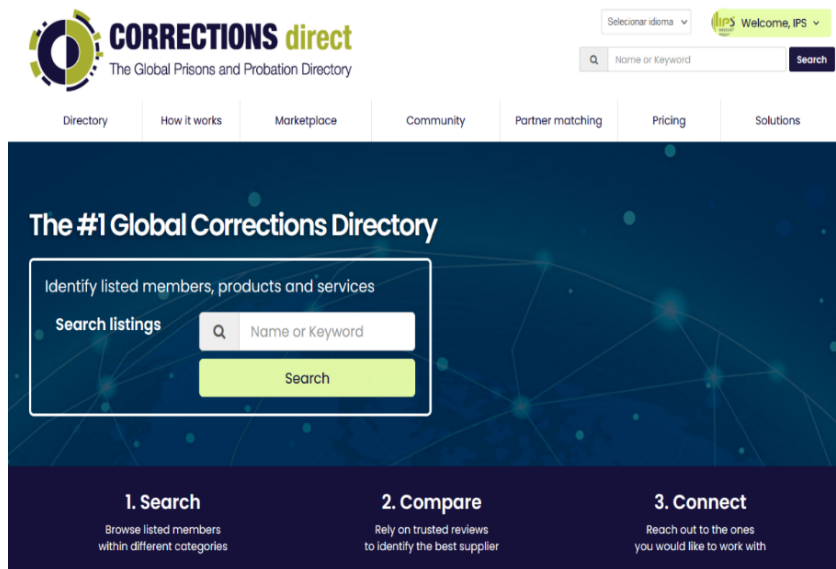 CORRECTIONS direct
The Global Prisons and Probation Directory
Selecionar idioma
IPS Welcome, IPS
Name or Keyword Search
Directory How it works Marketplace Community Partner matching Pricing Solutions
The #1 Global Corrections Directory
Identify listed members, products and services
Search listings Name or Keyword
Search
1. Search 2. Compare 3. Connect
Browse listed members Rely on trusted reviews Reach out to the ones
within different categories to identify the best supplier you would like to work with